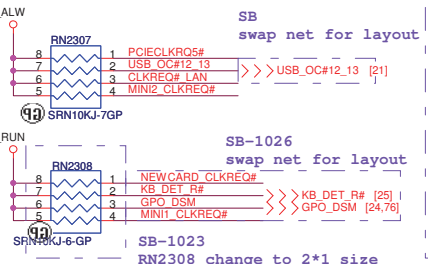 _ALW
SB
swap net for layout
RN2307
8 1 PCIECLKRQ5#
7 2 USB_OC#12_13
6 3 CLKREQ#_LAN
5 4 MINI2_CLKREQ#
USB_OC#12_13 [21]
SRN10KJ-7GP
_RUN
SB-1026
swap net for layout
RN2308
8 1 NEWCARD_CLKREQ#
7 2 KB_DET_R#
6 3 GPO_DSM
5 4 MINI1_CLKREQ#
KB_DET_R# [25]
GPO_DSM [24,76]
SRN10KJ-6-GP
SB-1023
RN2308 change to 2*1 size